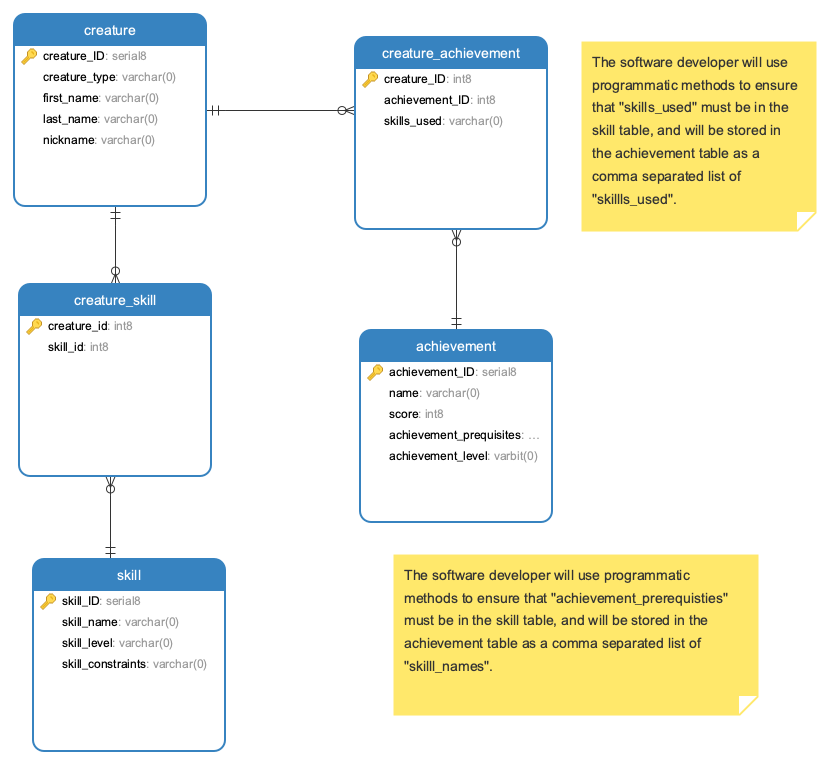 creature
creature_ID: serial8
creature_type: varchar(0)
first_name: varchar(0)
last_name: varchar(0)
nickname: varchar(0)
creature_achievement
creature_ID: int8
achievement_ID: int8
skills_used: varchar(0)
The software developer will use
programmatic methods to ensure
that "skills_used" must be in the
skill table, and will be stored in
the achievement table as a
comma separated list of
"skillls_used".
creature_skill
creature_id: int8
skill_id: int8
achievement
achievement_ID: serial8
name: varchar(0)
score: int8
achievement_prequisites: ...
achievement_level: varbit(0)
skill
skill_ID: serial8
skill_name: varchar(0)
skill_level: varchar(0)
skill_constraints: varchar(0)
The software developer will use programmatic
methods to ensure that "achievement_prerequisties"
must be in the skill table, and will be stored in the
achievement table as a comma separated list of
"skilll_names".